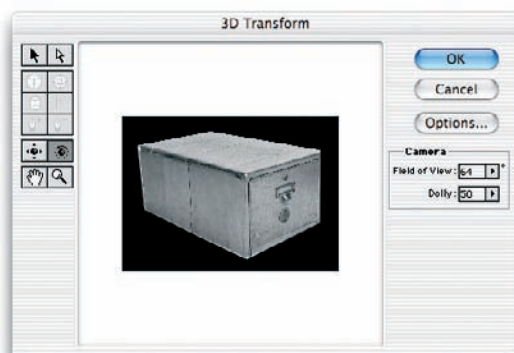 3D Transform
OK
Cancel
Options...
Camera
Field of View: 64 °
Dolly: 50